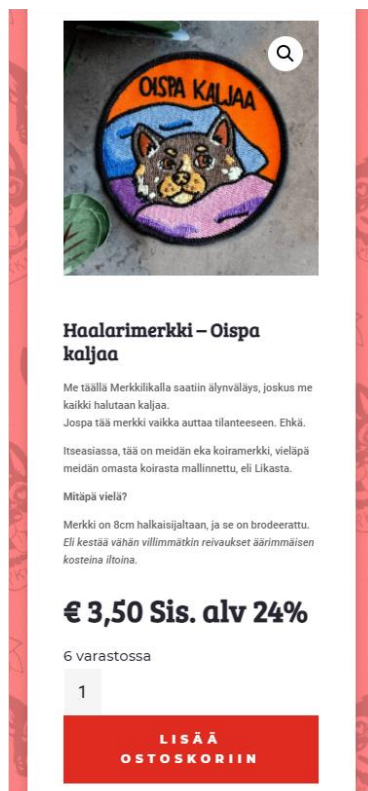 OISPA KALJAA
Haalarimerkki – Oispa
kaljaa
Me täällä Merkkilikalla saatiin älynväläys, joskus me
kaikki halutaan kaljaa.
Jospa tää merkki vaikka auttaa tilanteeseen. Ehkä.
Itseasiassa, tää on meidän eka koiramerkki, vieläpä
meidän omasta koirasta mallinnettu, eli Likasta.
Mitäpä vielä?
Merkki on 8cm halkaisijaltaan, ja se on brodeerattu.
Eli kestää vähän villimmätkin reivaukset äärimmäisen
kosteina iltoina.
€ 3,50 Sis. alv 24%
6 varastossa
1
LISÄÄ
OSTOSKORIIN